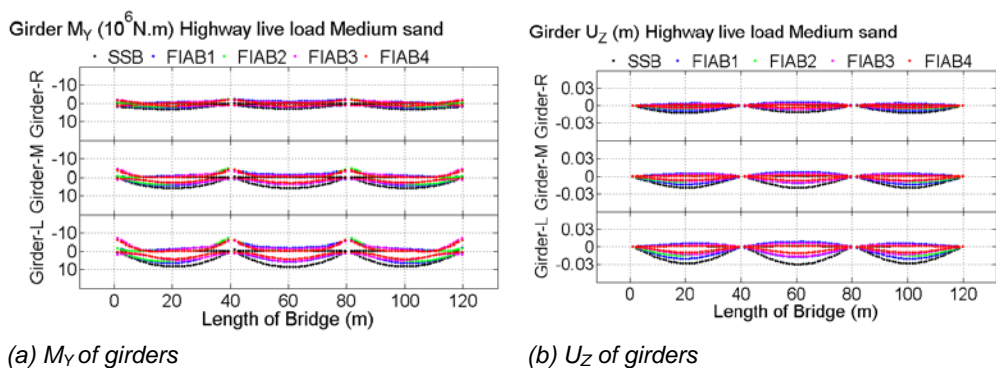 Girder M_Y (10^6N.m) Highway live load Medium sand
SSB FIAB1 FIAB2 FIAB3 FIAB4
Girder-R
-10
0
10
Girder-M
-10
0
10
Girder-L
-10
0
10
0 20 40 60 80 100 120
Length of Bridge (m)
(a) M_Y of girders
Girder U_Z (m) Highway live load Medium sand
SSB FIAB1 FIAB2 FIAB3 FIAB4
Girder-R
0.03
0
-0.03
Girder-M
0.03
0
-0.03
Girder-L
0.03
0
-0.03
0 20 40 60 80 100 120
Length of Bridge (m)
(b) U_Z of girders